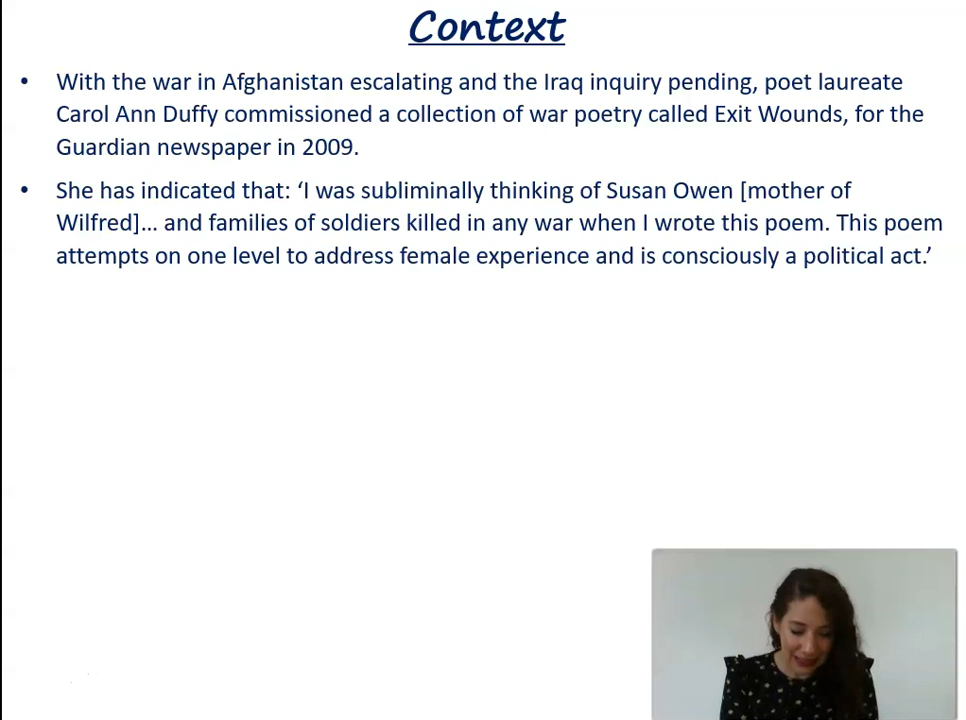 Context
• With the war in Afghanistan escalating and the Iraq inquiry pending, poet laureate
Carol Ann Duffy commissioned a collection of war poetry called Exit Wounds, for the
Guardian newspaper in 2009.
• She has indicated that: ‘I was subliminally thinking of Susan Owen [mother of
Wilfred]… and families of soldiers killed in any war when I wrote this poem. This poem
attempts on one level to address female experience and is consciously a political act.’